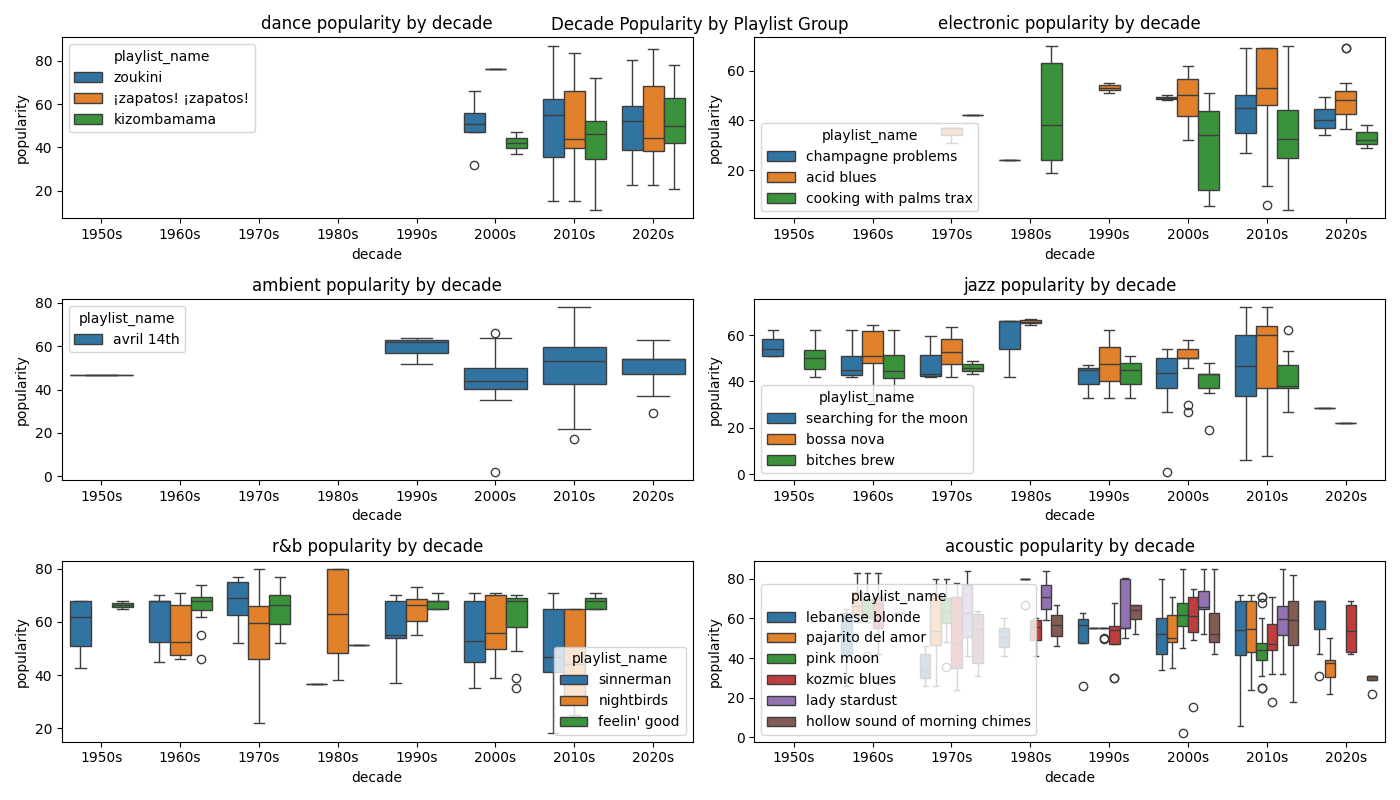 dance popularity by decade
Decade Popularity by Playlist Group
electronic popularity by decade
popularity
80
60
40
20
playlist_name
zoukini
¡zapatos! ¡zapatos!
kizombamama
1950s 1960s 1970s 1980s 1990s 2000s 2010s 2020s
decade
popularity
60
40
20
playlist_name
champagne problems
acid blues
cooking with palms trax
1950s 1960s 1970s 1980s 1990s 2000s 2010s 2020s
decade
ambient popularity by decade
popularity
80
60
40
20
0
playlist_name
avril 14th
1950s 1960s 1970s 1980s 1990s 2000s 2010s 2020s
decade
jazz popularity by decade
popularity
60
40
20
0
playlist_name
searching for the moon
bossa nova
bitches brew
1950s 1960s 1970s 1980s 1990s 2000s 2010s 2020s
decade
r&b popularity by decade
popularity
80
60
40
20
playlist_name
sinnerman
nightbirds
feelin' good
1950s 1960s 1970s 1980s 1990s 2000s 2010s 2020s
decade
acoustic popularity by decade
popularity
80
60
40
20
0
playlist_name
lebanese blonde
pajarito del amor
pink moon
kozmic blues
lady stardust
hollow sound of morning chimes
1950s 1960s 1970s 1980s 1990s 2000s 2010s 2020s
decade